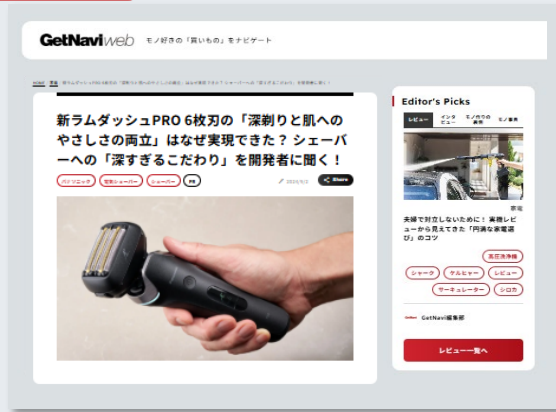 GetNavi web モノ好きの「買いもの」をナビゲート
新ラムダッシュPRO 6枚刃の「深剃りと肌への
やさしさの両立」はなぜ実現できた？ シェーバ
ーへの「深すぎるこだわり」を開発者に聞く！
パナソニック 電気シェーバー シェーバー PR
Share
Editor's Picks
レビュー インタビュー モノ作りの裏側 モノ事典
家電
夫婦で対立しないために！ 実機レビ
ューから見えてきた「円満な家電選
び」のコツ
高圧洗浄機
シャーク ケルヒャー レビュー
サーキュレーター シロカ
GetNavi編集部
レビュー一覧へ